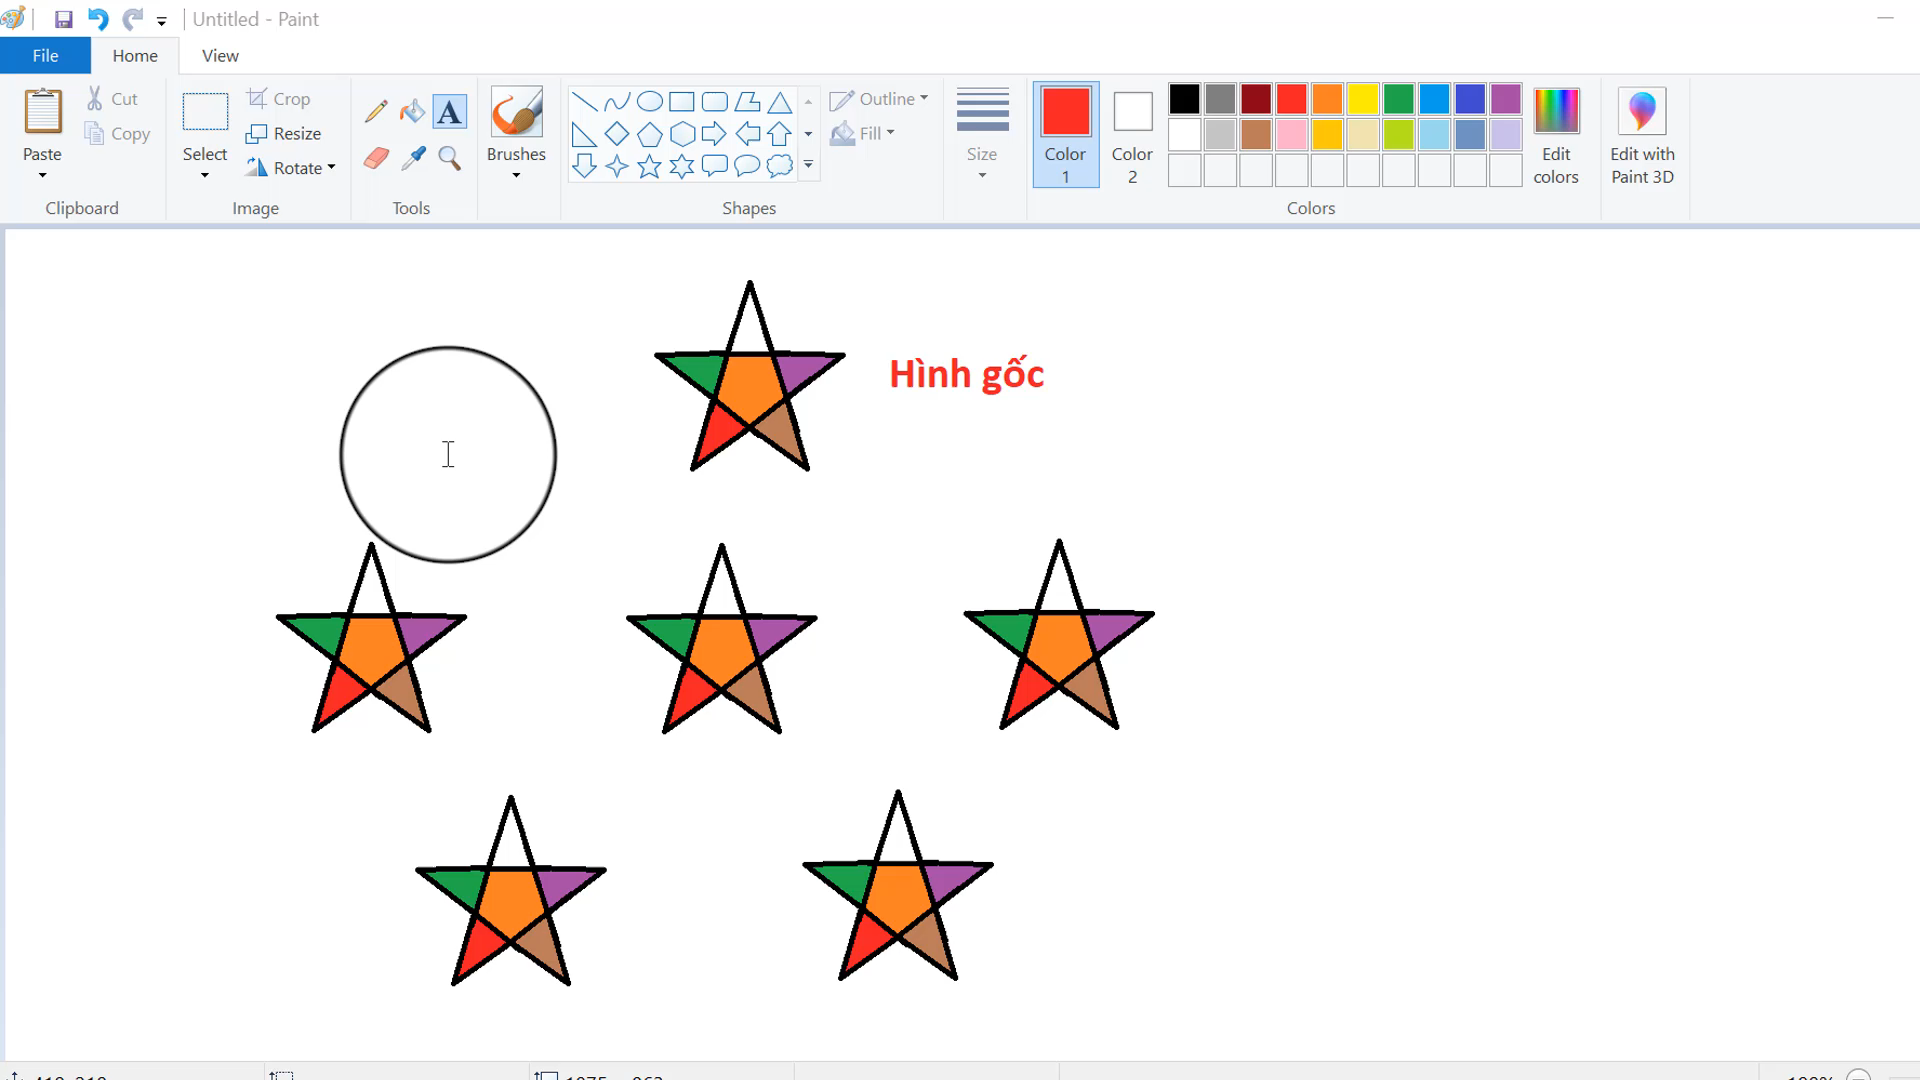 Untitled - Paint
File Home View
Paste
Cut
Copy
Clipboard
Select
Crop
Resize
Rotate
Image
A
Tools
Brushes
Shapes
Outline
Fill
Size
Color
1
Color
2
Edit
colors
Colors
Edit with
Paint 3D
Hình gốc